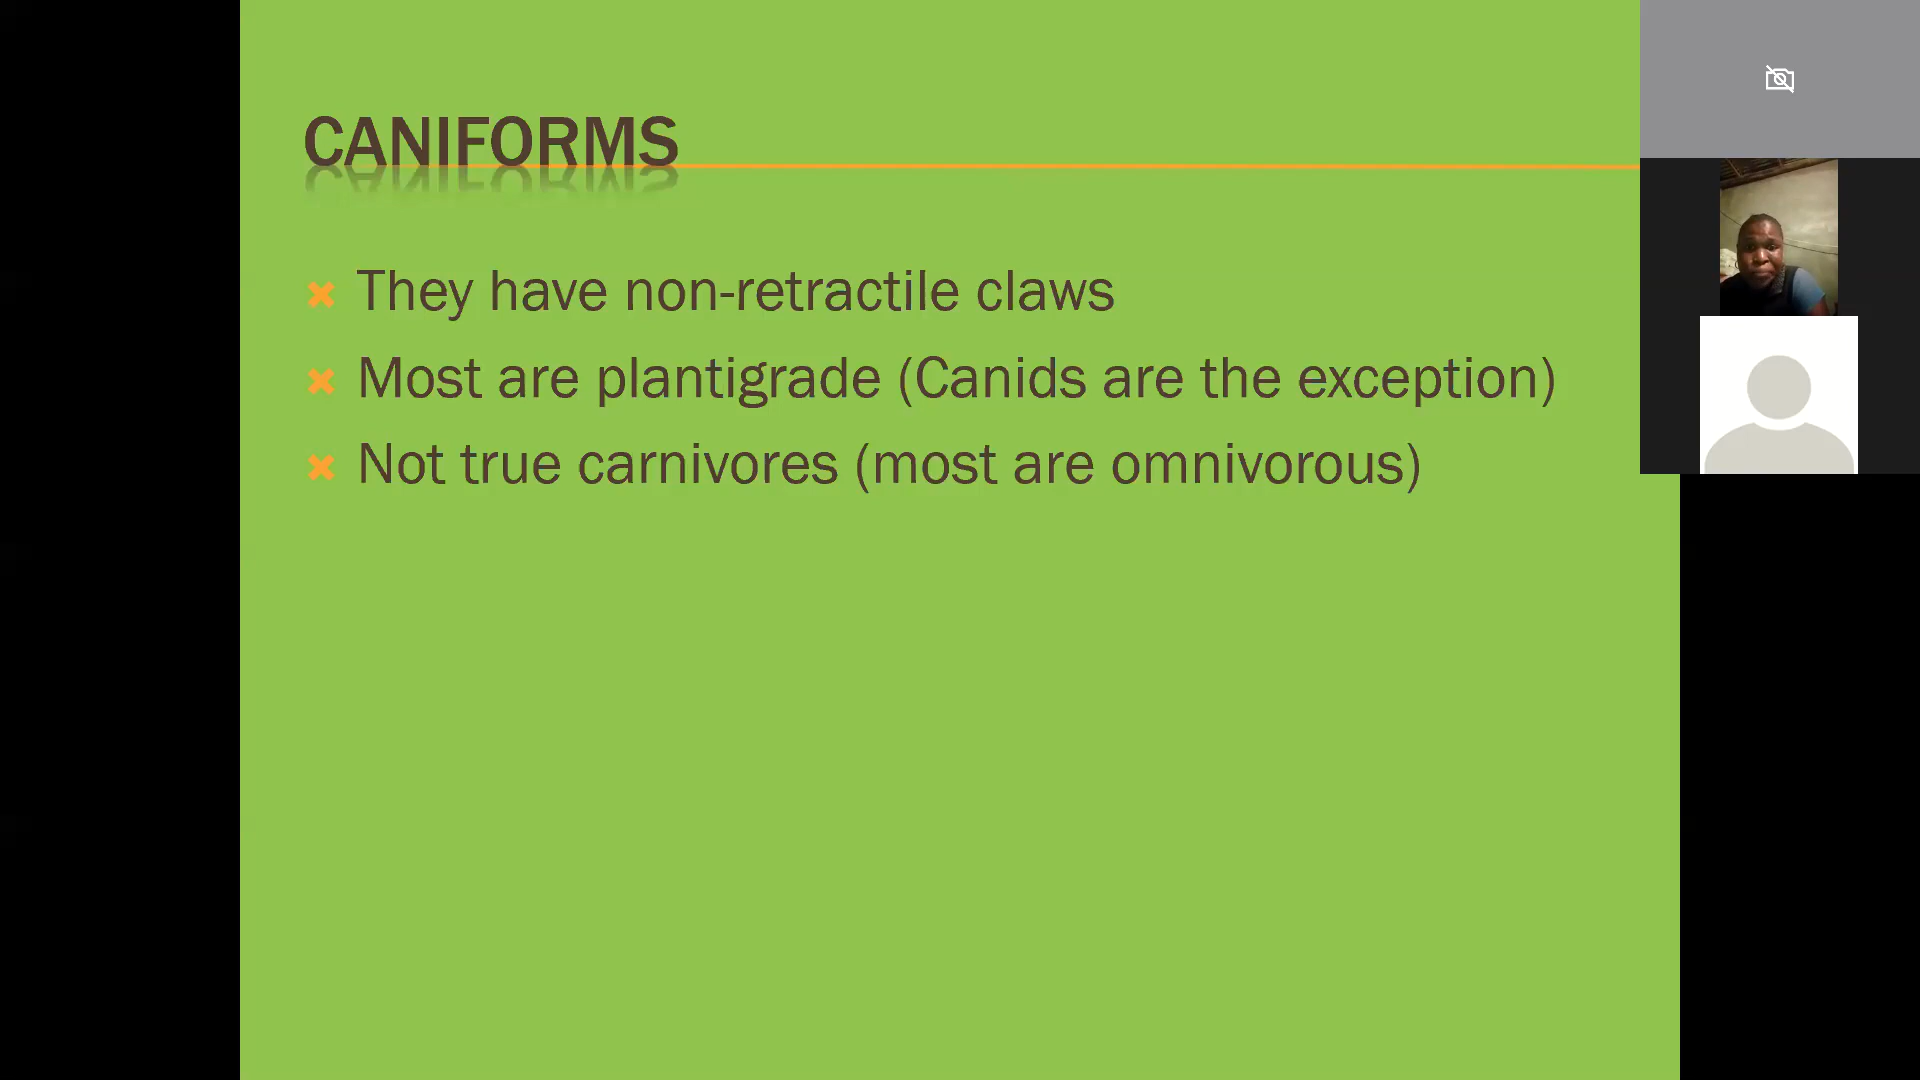 CANIFORMS
They have non-retractile claws
Most are plantigrade (Canids are the exception)
Not true carnivores (most are omnivorous)